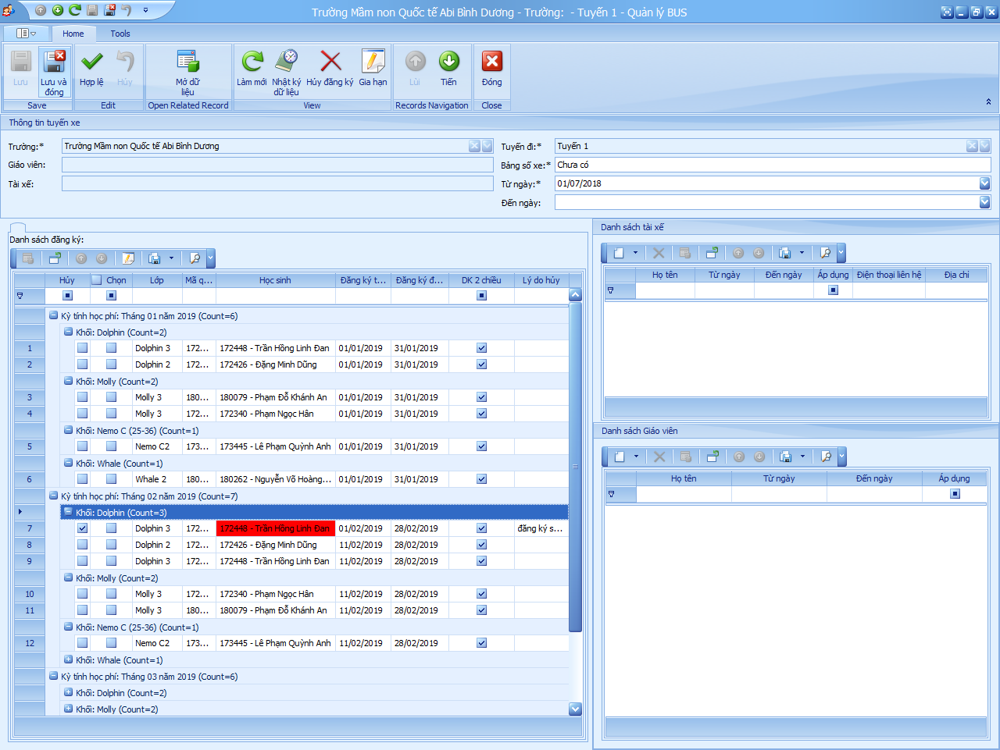 Trường Mầm non Quốc tế Abi Bình Dương - Trường:  - Tuyến 1 - Quản lý BUS
Home Tools
Lưu Lưu và đóng Hợp lệ Hủy Mở dữ liệu Làm mới Nhật ký dữ liệu Hủy đăng ký Gia hạn Lùi Tiến Đóng
Save Edit Open Related Record View Records Navigation Close
Thông tin tuyến xe
Trường:* Trường Mầm non Quốc tế Abi Bình Dương
Tuyến đi:* Tuyến 1
Giáo viên:
Bảng số xe:* Chưa có
Tài xế:
Từ ngày:* 01/07/2018
Đến ngày:
Danh sách đăng ký:
Hủy Chọn Lớp Mã q... Học sinh Đăng ký t... Đăng ký đ... DK 2 chiều Lý do hủy
Kỳ tính học phí: Tháng 01 năm 2019 (Count=6)
Khối: Dolphin (Count=2)
1 Dolphin 3 172... 172448 - Trần Hồng Linh Đan 01/01/2019 31/01/2019
2 Dolphin 2 172... 172426 - Đặng Minh Dũng 01/01/2019 31/01/2019
Khối: Molly (Count=2)
3 Molly 3 180... 180079 - Phạm Đỗ Khánh An 01/01/2019 31/01/2019
4 Molly 3 172... 172340 - Phạm Ngọc Hân 01/01/2019 31/01/2019
Khối: Nemo C (25-36) (Count=1)
5 Nemo C2 173... 173445 - Lê Phạm Quỳnh Anh 01/01/2019 31/01/2019
Khối: Whale (Count=1)
6 Whale 2 180... 180262 - Nguyễn Võ Hoàng... 01/01/2019 31/01/2019
Kỳ tính học phí: Tháng 02 năm 2019 (Count=7)
Khối: Dolphin (Count=3)
7 Dolphin 3 172... 172448 - Trần Hồng Linh Đan 01/02/2019 28/02/2019 đăng ký s...
8 Dolphin 2 172... 172426 - Đặng Minh Dũng 11/02/2019 28/02/2019
9 Dolphin 3 172... 172448 - Trần Hồng Linh Đan 11/02/2019 28/02/2019
Khối: Molly (Count=2)
10 Molly 3 172... 172340 - Phạm Ngọc Hân 11/02/2019 28/02/2019
11 Molly 3 180... 180079 - Phạm Đỗ Khánh An 11/02/2019 28/02/2019
Khối: Nemo C (25-36) (Count=1)
12 Nemo C2 173... 173445 - Lê Phạm Quỳnh Anh 11/02/2019 28/02/2019
Khối: Whale (Count=1)
Kỳ tính học phí: Tháng 03 năm 2019 (Count=6)
Khối: Dolphin (Count=2)
Khối: Molly (Count=2)
Danh sách tài xế
Họ tên Từ ngày Đến ngày Áp dụng Điện thoại liên hệ Địa chỉ
Danh sách Giáo viên
Họ tên Từ ngày Đến ngày Áp dụng